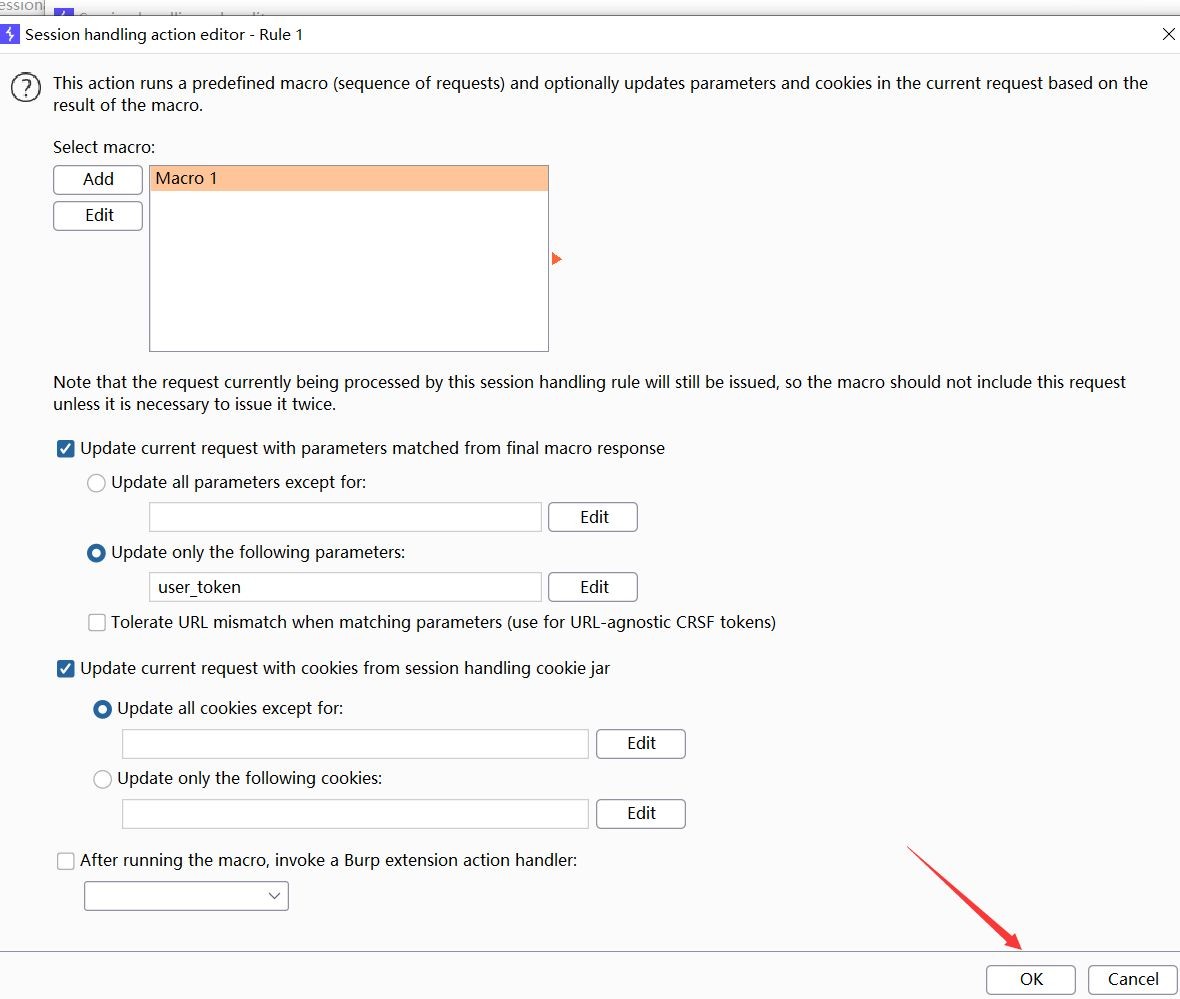 Session handling action editor - Rule 1
This action runs a predefined macro (sequence of requests) and optionally updates parameters and cookies in the current request based on the
result of the macro.
Select macro:
Add
Macro 1
Edit
Note that the request currently being processed by this session handling rule will still be issued, so the macro should not include this request
unless it is necessary to issue it twice.
Update current request with parameters matched from final macro response
Update all parameters except for:
Edit
Update only the following parameters:
user_token
Edit
Tolerate URL mismatch when matching parameters (use for URL-agnostic CRSF tokens)
Update current request with cookies from session handling cookie jar
Update all cookies except for:
Edit
Update only the following cookies:
Edit
After running the macro, invoke a Burp extension action handler:
OK
Cancel